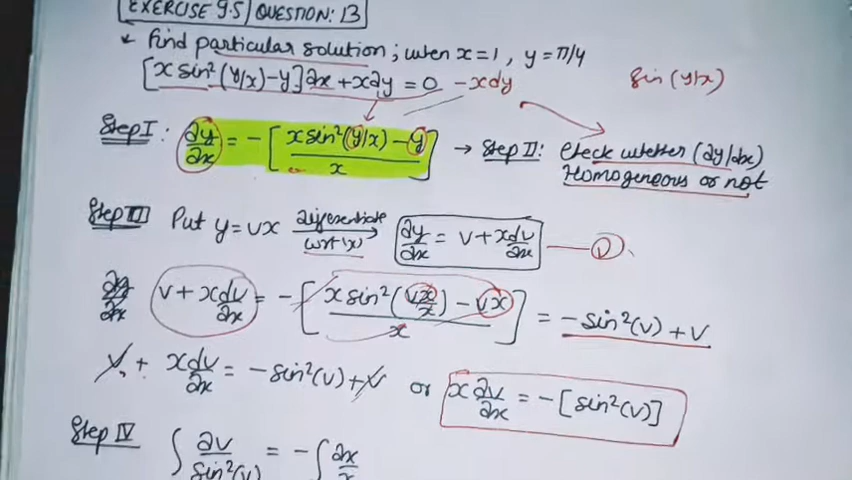 EXERCISE 9.5 | QUESTION: 13
Find particular solution ; when x=1 , y=π/4
[x sin²(y/x)-y]dx + xdy = 0 -xdy
sin (y/x)
Step I: dy/dx = -[x sin²(y/x) - y / x] → Step II: Check whether (dy/dx)
Homogeneous or not
Step III Put y=vx differentiate wrt (x) dy/dx = v + x dv/dx — ①
dy/dx v + x dv/dx = -[x sin²(vx/x) - vx / x] = -sin²(v) + v
v + x dv/dx = -sin²(v) + v or x dv/dx = -[sin²(v)]
Step IV ∫ dv/sin²(v) = -∫ dx/x